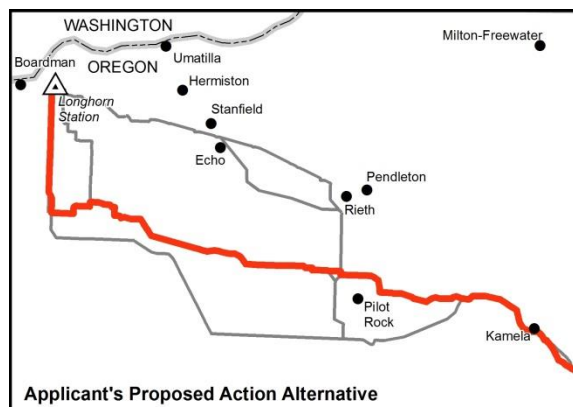 WASHINGTON
OREGON
Milton-Freewater
Umatilla
Boardman
Hermiston
Longhorn
Station
Stanfield
Echo
Pendleton
Rieth
Pilot
Rock
Kamela
Applicant's Proposed Action Alternative